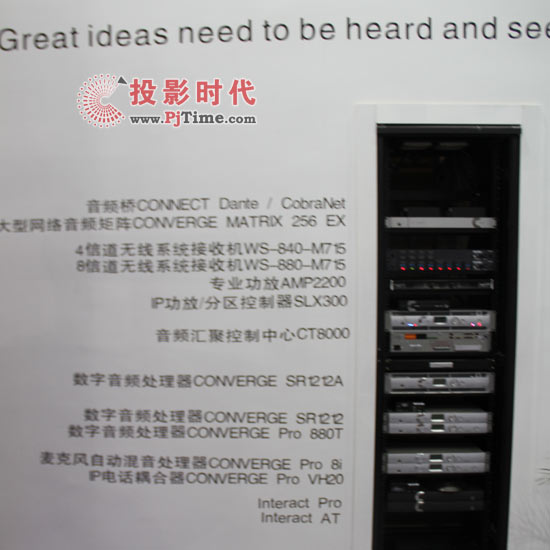 Great ideas need to be heard and see
投影时代
www.PjTime.com
音频桥CONNECT Dante / CobraNet
大型网络音频矩阵CONVERGE MATRIX 256 EX
4信道无线系统接收机WS-840-M715
8信道无线系统接收机WS-880-M715
专业功放AMP2200
IP功放/分区控制器SLX300
音频汇聚控制中心CT8000
数字音频处理器CONVERGE SR1212A
数字音频处理器CONVERGE SR1212
数字音频处理器CONVERGE Pro 880T
麦克风自动混音处理器CONVERGE Pro 8i
IP电话耦合器CONVERGE Pro VH20
Interact Pro
Interact AT